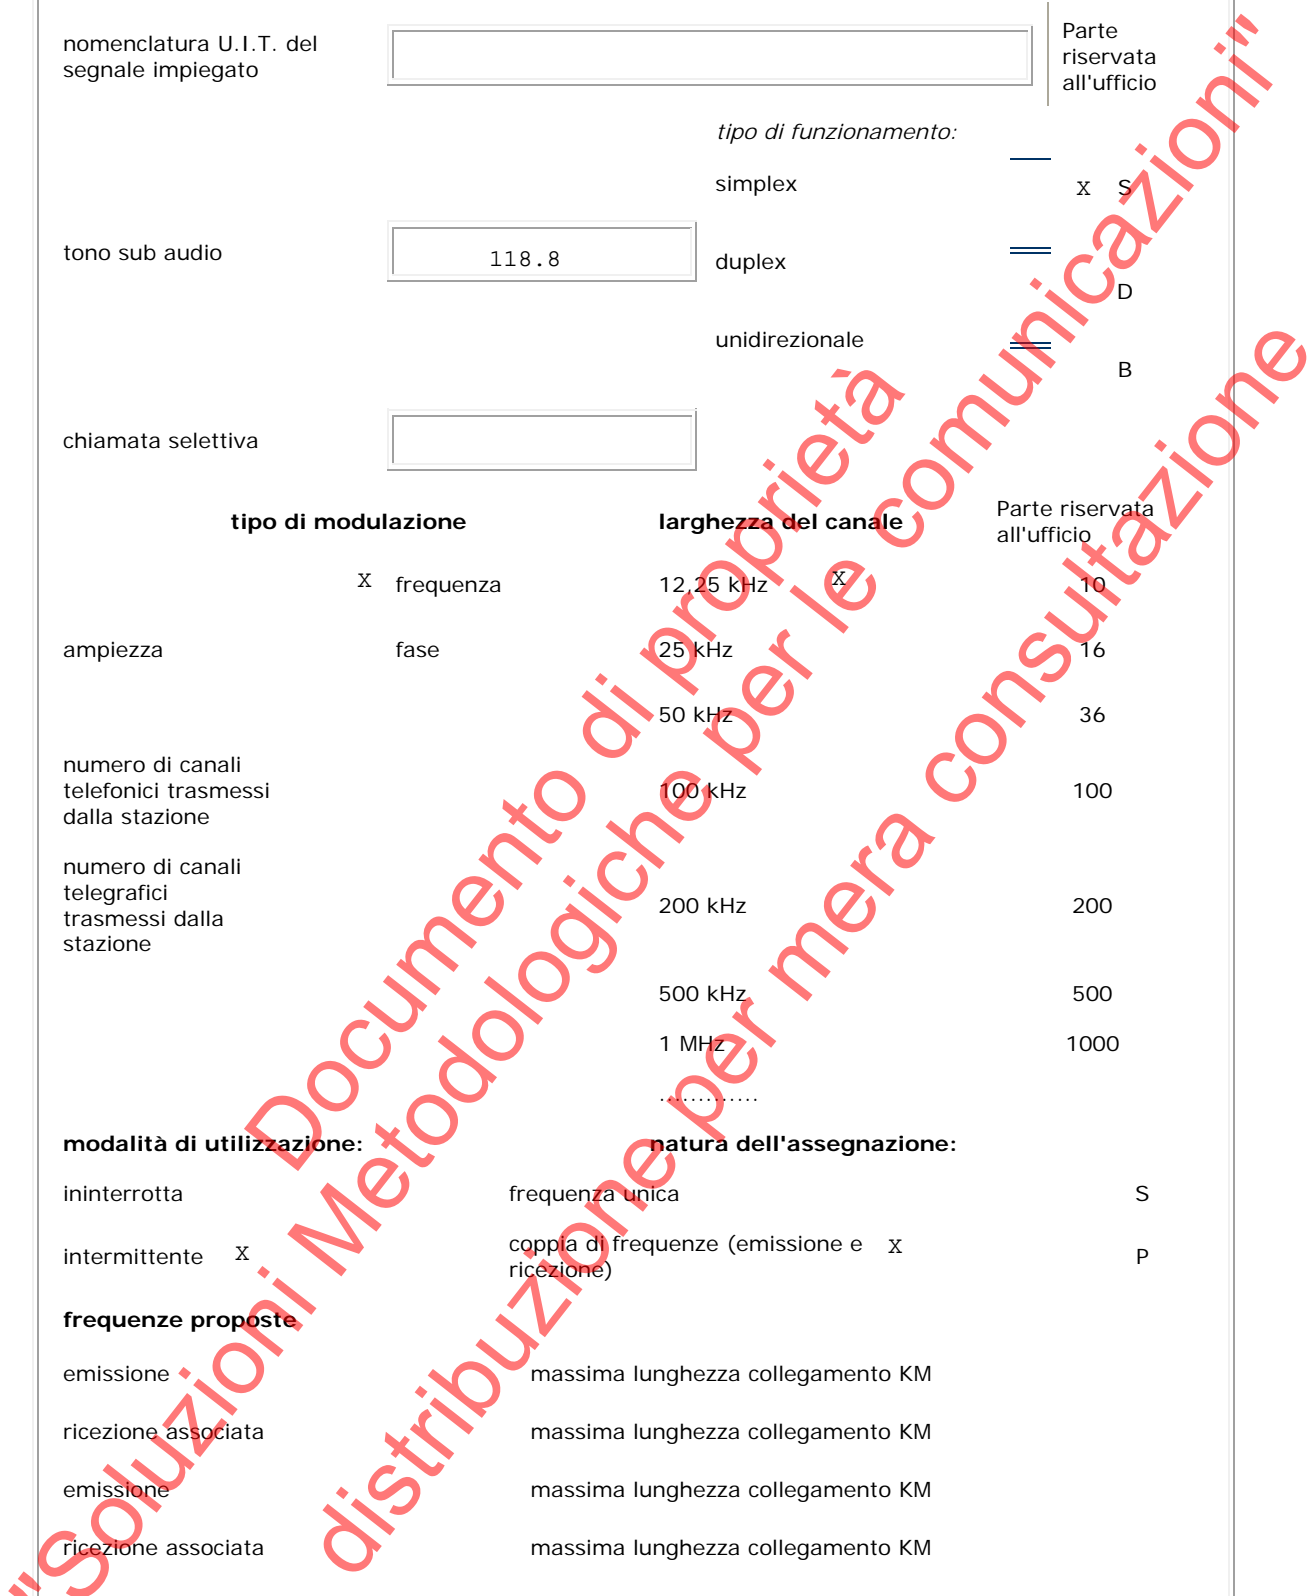 nomenclatura U.I.T. del
segnale impiegato
Parte
riservata
all'ufficio
tipo di funzionamento:
simplex X S
tono sub audio 118.8 duplex
D
unidirezionale
B
chiamata selettiva
tipo di modulazione larghezza del canale Parte riservata
all'ufficio
X frequenza 12,25 kHz X 10
ampiezza fase 25 kHz 16
50 kHz 36
numero di canali
telefonici trasmessi 100 kHz 100
dalla stazione
numero di canali
telegrafici
trasmessi dalla 200 kHz 200
stazione
500 kHz 500
1 MHz 1000
.............
modalità di utilizzazione: natura dell'assegnazione:
ininterrotta frequenza unica S
intermittente X coppia di frequenze (emissione e X P
ricezione)
frequenze proposte
emissione massima lunghezza collegamento KM
ricezione associata massima lunghezza collegamento KM
emissione massima lunghezza collegamento KM
ricezione associata massima lunghezza collegamento KM
Documento di proprietà
"Soluzioni Metodologiche per le comunicazioni"
distribuzione per mera consultazione